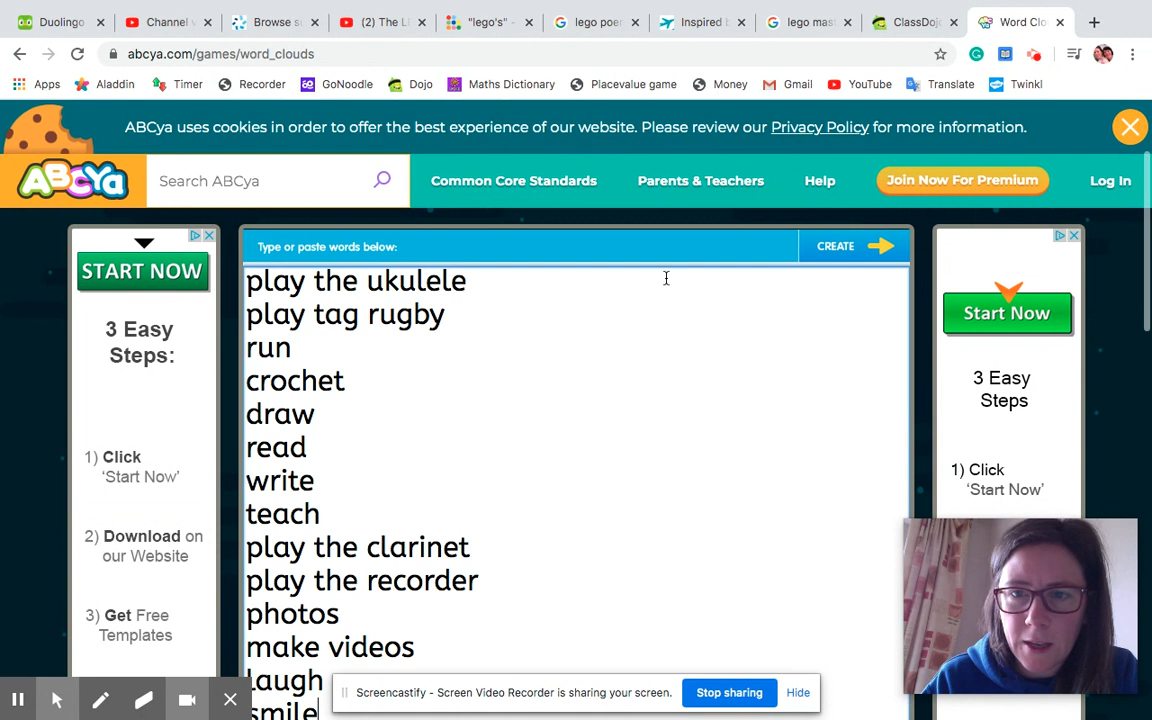 Duolingo
Channel v
Browse su
(2) The Li
"lego's" -
lego poer
Inspired b
lego mast
ClassDojo
Word Clo
abcya.com/games/word_clouds
Apps
Aladdin
Timer
Recorder
GoNoodle
Dojo
Maths Dictionary
Placevalue game
Money
Gmail
YouTube
Translate
Twinkl
ABCya uses cookies in order to offer the best experience of our website. Please review our Privacy Policy for more information.
ABCYa
Search ABCya
Common Core Standards
Parents & Teachers
Help
Join Now For Premium
Log In
START NOW
3 Easy
Steps:
1) Click
'Start Now'
2) Download on
our Website
3) Get Free
Templates
Type or paste words below:
CREATE
play the ukulele
play tag rugby
run
crochet
draw
read
write
teach
play the clarinet
play the recorder
photos
make videos
laugh
smile
Start Now
3 Easy
Steps
1) Click
'Start Now'
Screencastify - Screen Video Recorder is sharing your screen.
Stop sharing
Hide